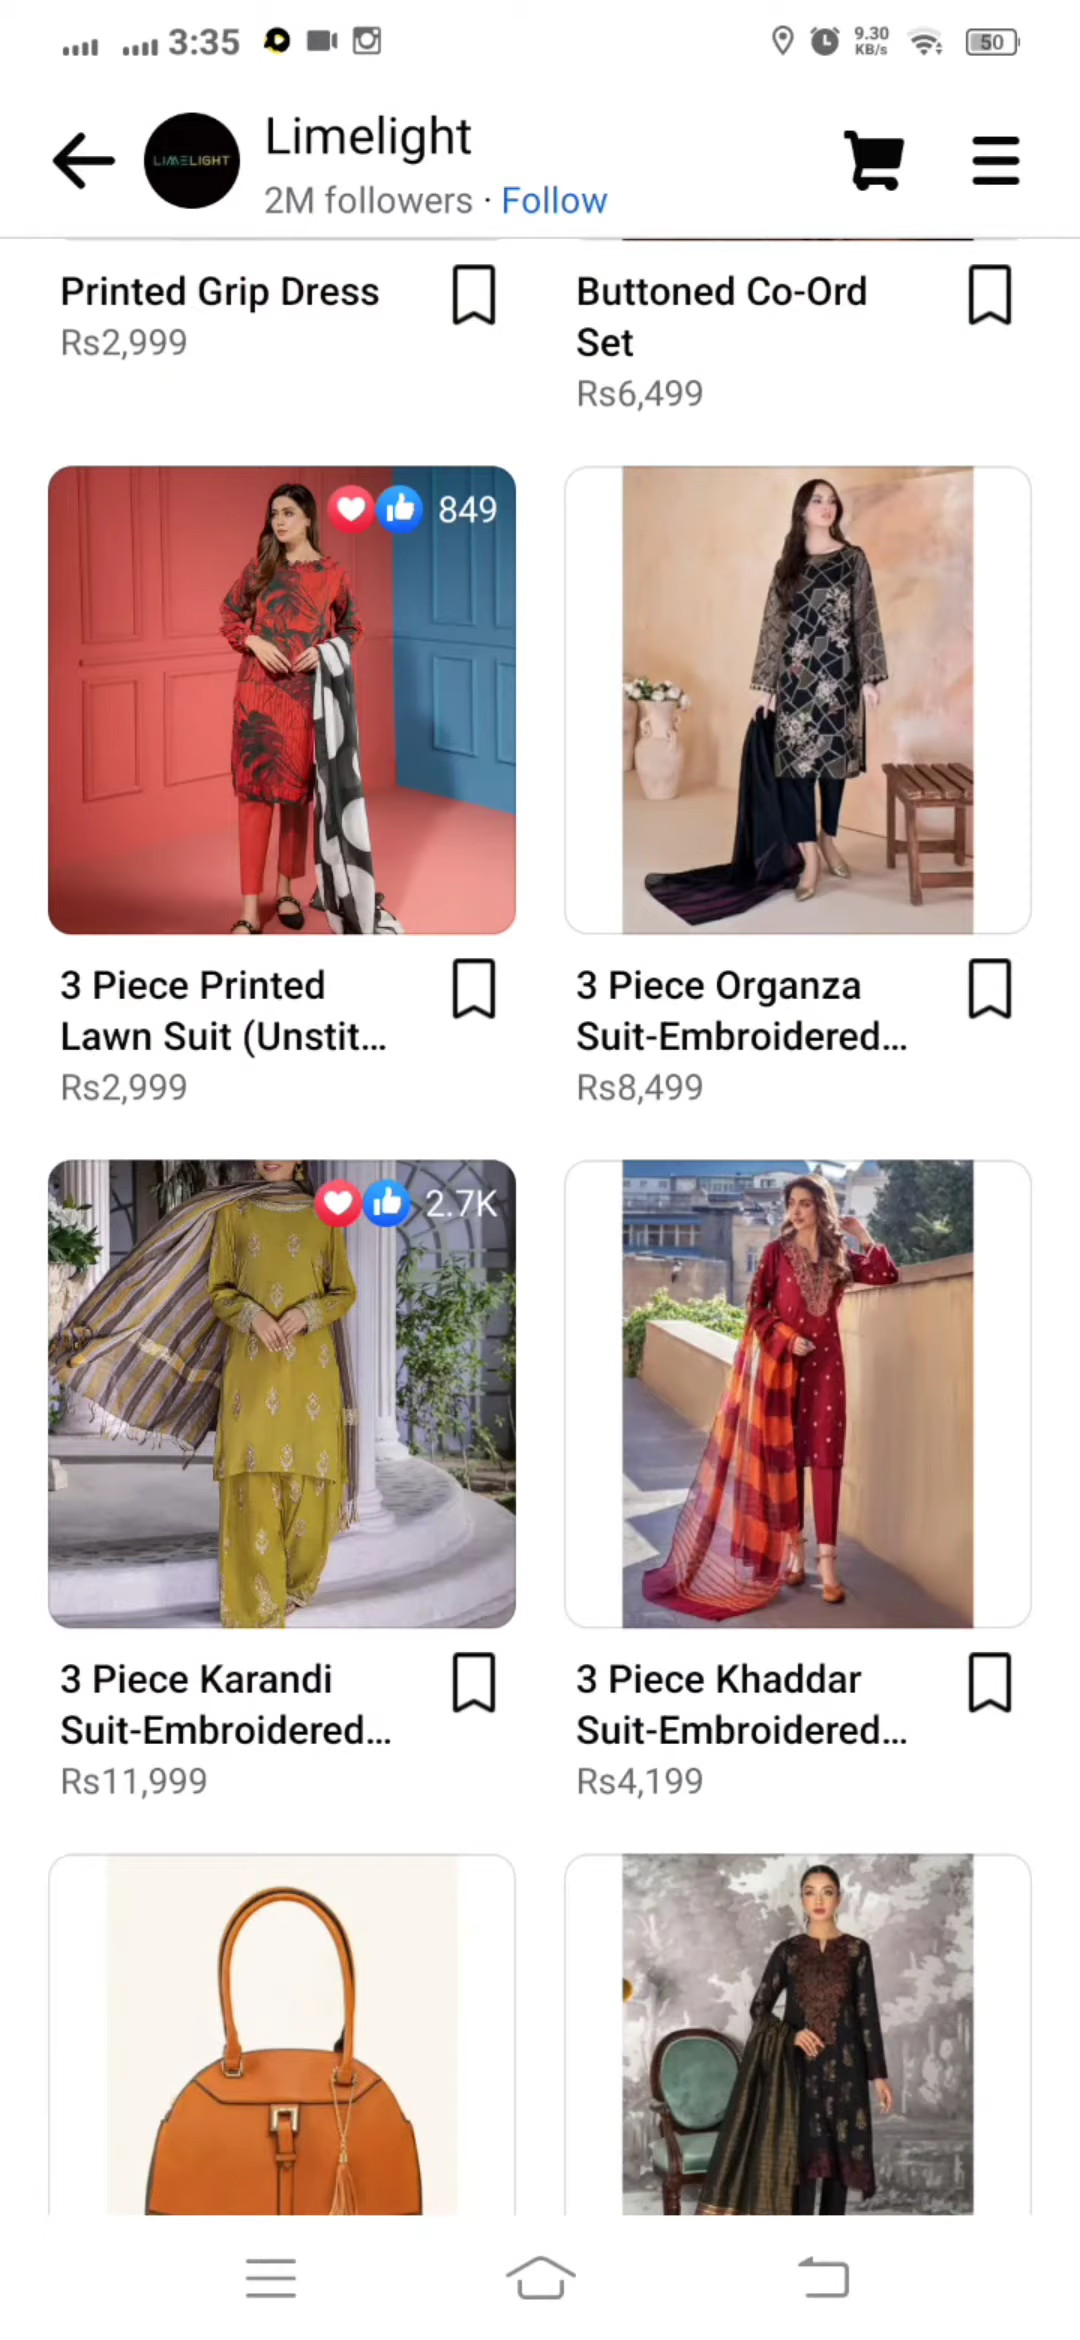 3:35
9.30
KB/s
50
LIMELIGHT
Limelight
2M followers · Follow
Printed Grip Dress
Rs2,999
Buttoned Co-Ord
Set
Rs6,499
849
3 Piece Printed
Lawn Suit (Unstit...
Rs2,999
3 Piece Organza
Suit-Embroidered...
Rs8,499
2.7K
3 Piece Karandi
Suit-Embroidered...
Rs11,999
3 Piece Khaddar
Suit-Embroidered...
Rs4,199